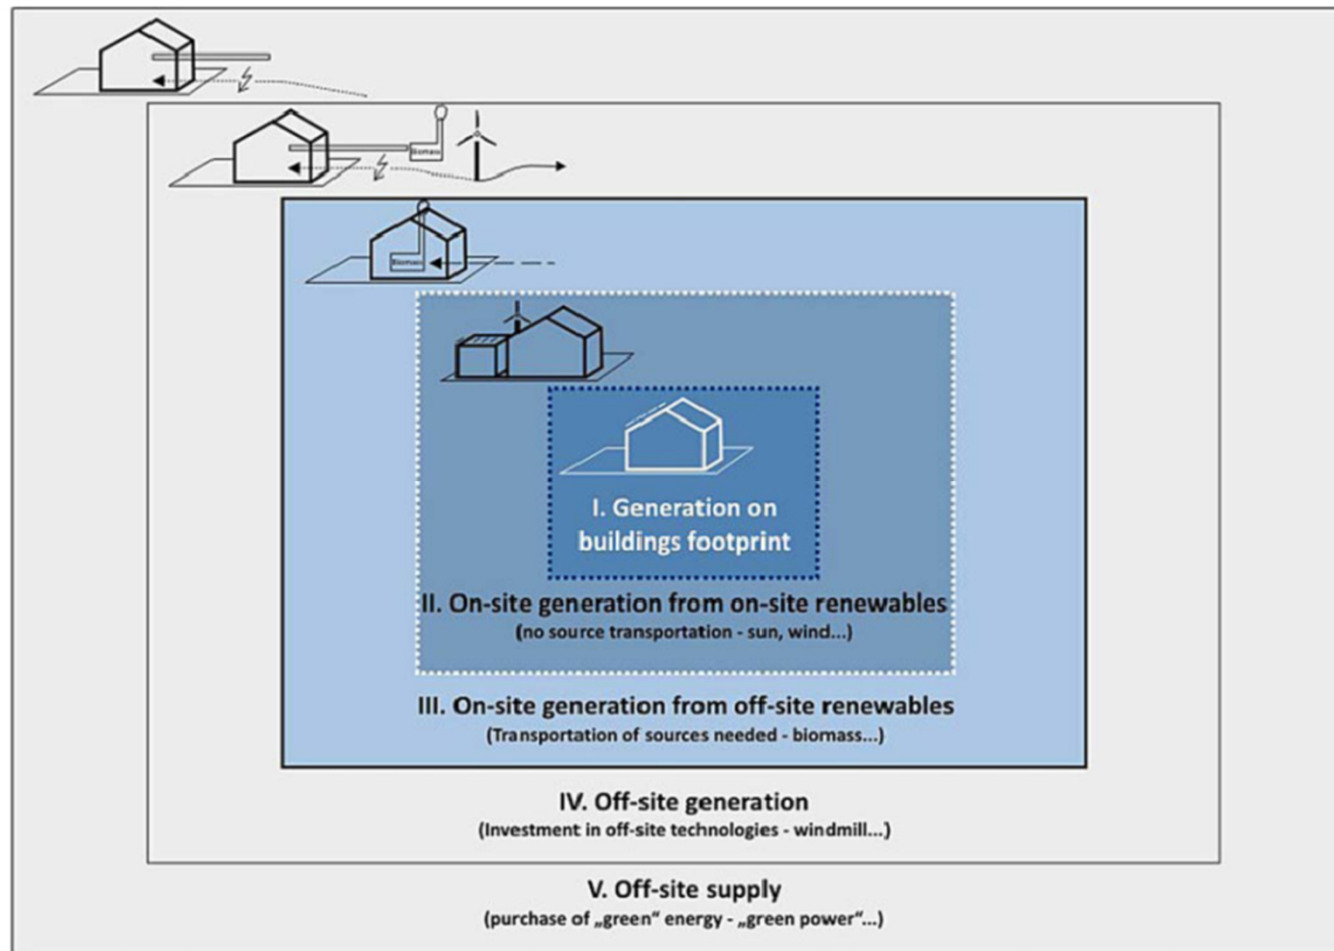 Biomass
Biomass
I. Generation on
buildings footprint
II. On-site generation from on-site renewables
(no source transportation - sun, wind...)
III. On-site generation from off-site renewables
(Transportation of sources needed - biomass...)
IV. Off-site generation
(Investment in off-site technologies - windmill...)
V. Off-site supply
(purchase of „green“ energy - „green power“...)